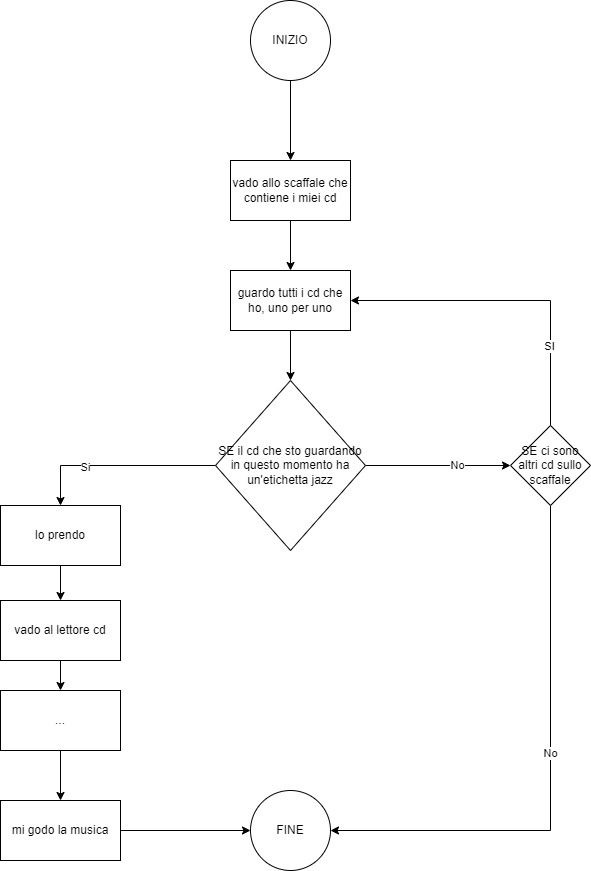 INIZIO
vado allo scaffale che
contiene i miei cd
guardo tutti i cd che
ho, uno per uno
SI
SE il cd che sto guardando
in questo momento ha
un'etichetta jazz
SE ci sono
altri cd sullo
scaffale
Sì
No
lo prendo
vado al lettore cd
...
No
mi godo la musica
FINE